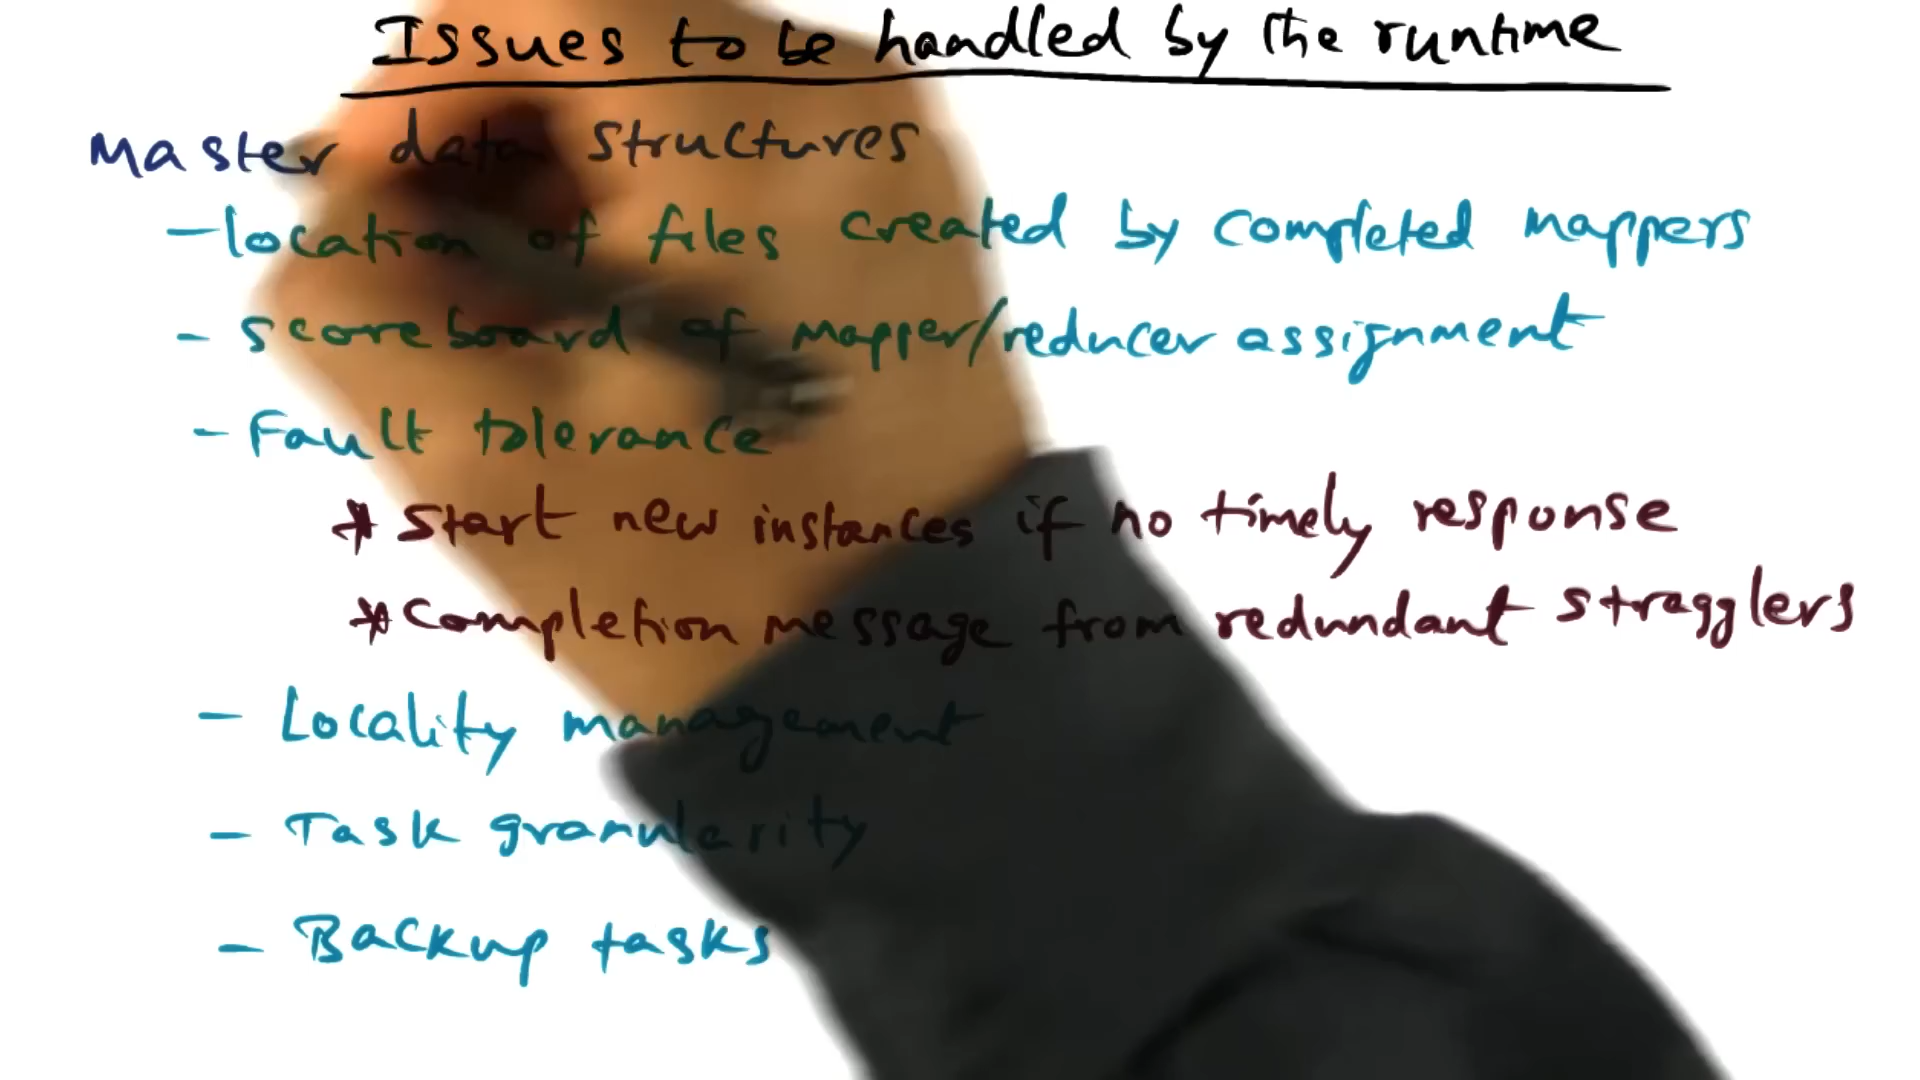 Issues to be handled by the runtime
Master data structures
- location of files created by completed mappers
- scoreboard of mapper/reducer assignment
- Fault tolerance
* start new instances if no timely response
* completion message from redundant stragglers
- Locality management
- Task granularity
- Backup tasks